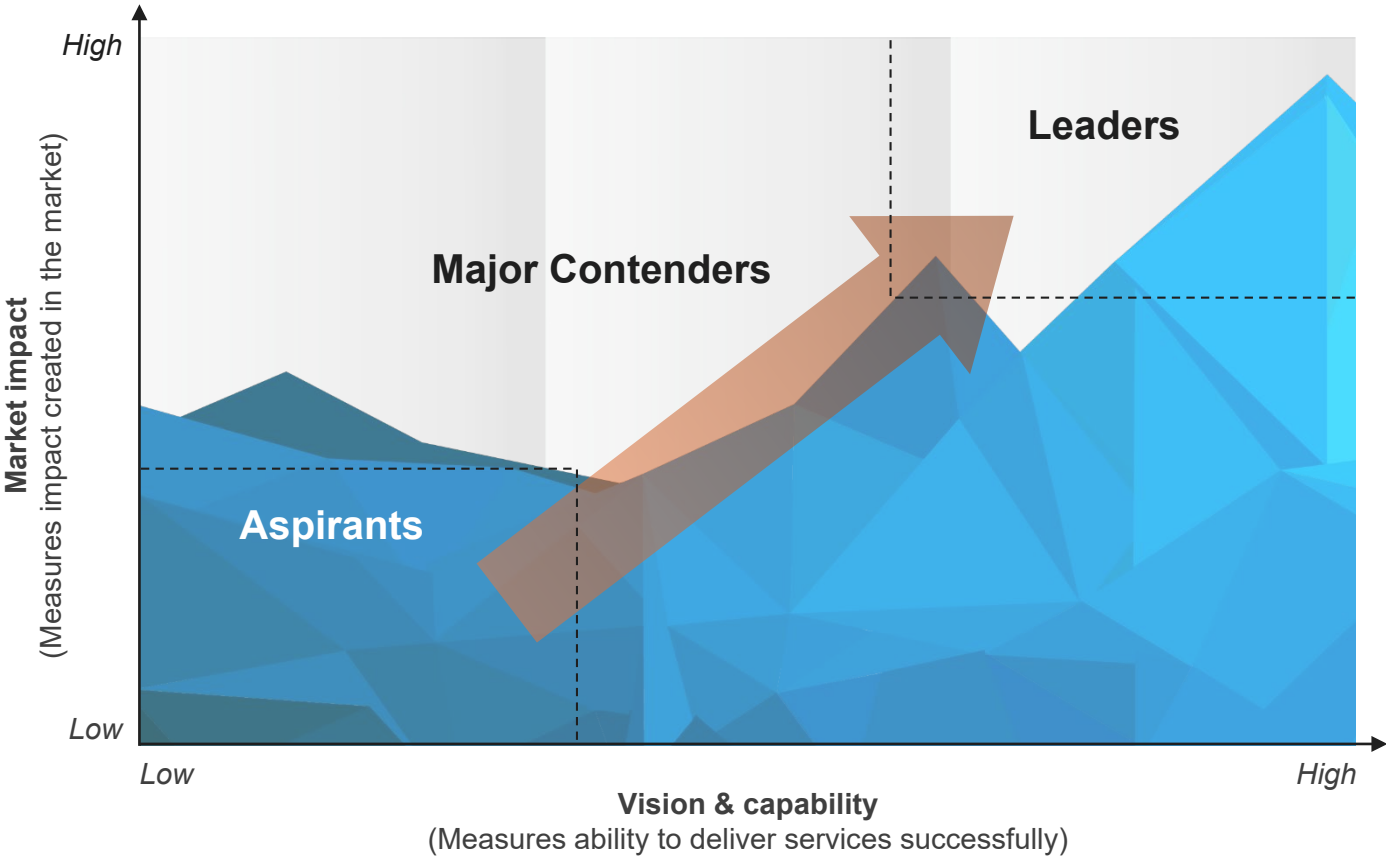 High
Leaders
Major Contenders
Market impact
(Measures impact created in the market)
Aspirants
Low
Low
High
Vision & capability
(Measures ability to deliver services successfully)